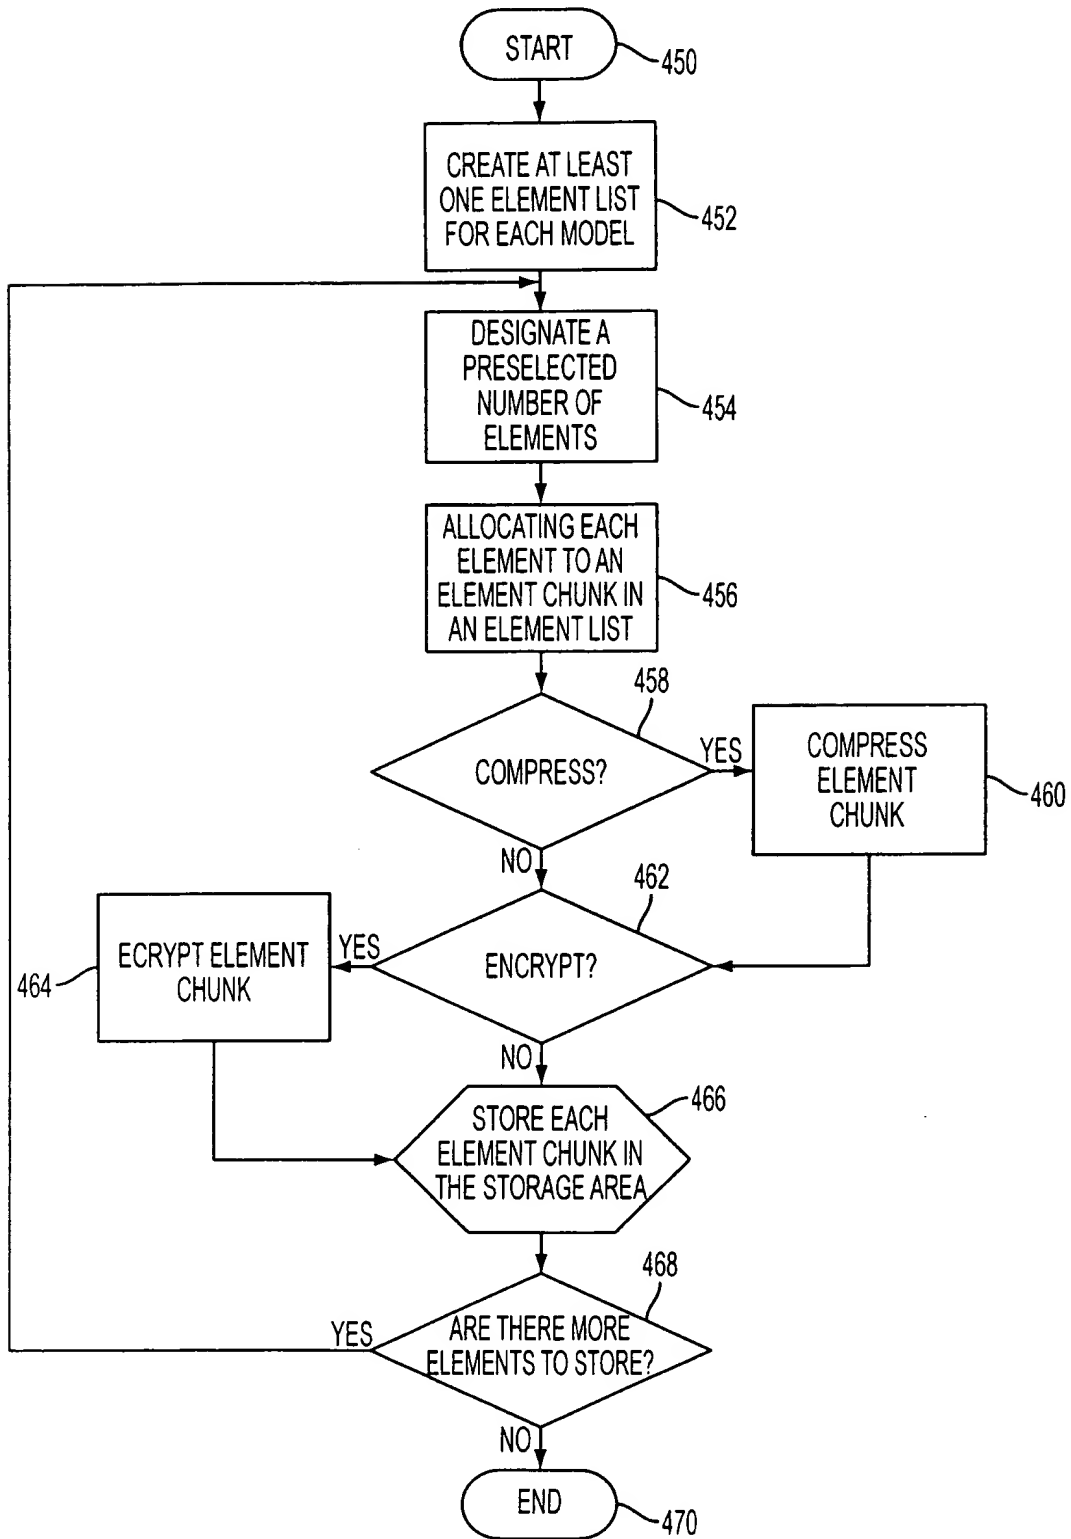 START
450
CREATE AT LEAST
ONE ELEMENT LIST
FOR EACH MODEL
452
DESIGNATE A
PRESELECTED
NUMBER OF
ELEMENTS
454
ALLOCATING EACH
ELEMENT TO AN
ELEMENT CHUNK IN
AN ELEMENT LIST
456
458
COMPRESS?
YES
COMPRESS
ELEMENT
CHUNK
460
NO
462
ENCRYPT?
YES
ECRYPT ELEMENT
CHUNK
464
NO
466
STORE EACH
ELEMENT CHUNK IN
THE STORAGE AREA
468
ARE THERE MORE
ELEMENTS TO STORE?
YES
NO
END
470